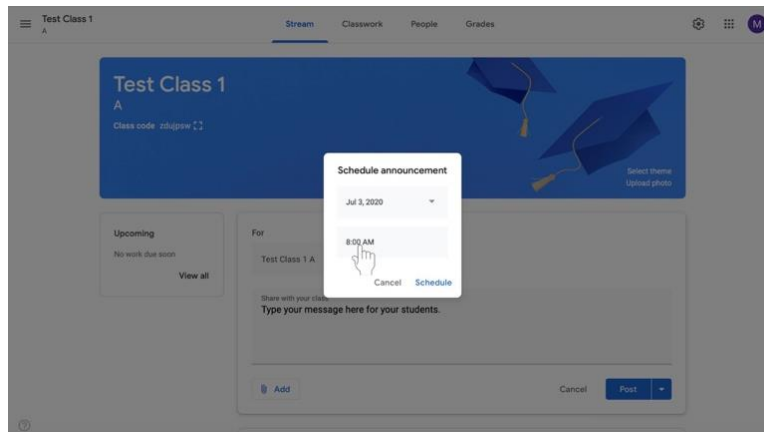 Test Class 1
A
Stream Classwork People Grades
M
Test Class 1
A
Class code zdujpsw
Select theme
Upload photo
Schedule announcement
Jul 3, 2020
8:00 AM
Cancel Schedule
Upcoming
No work due soon
View all
For
Test Class 1 A
Share with your class
Type your message here for your students.
Add
Cancel Post